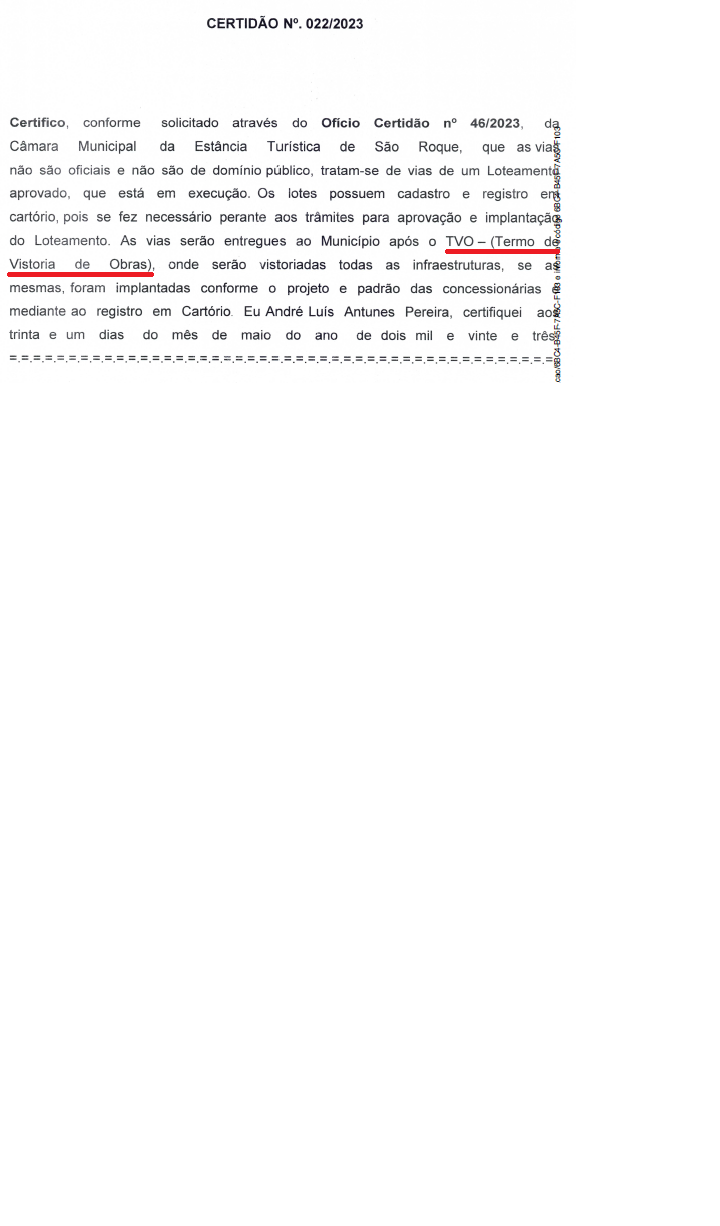 CERTIDÃO Nº. 022/2023
Certifico, conforme solicitado através do Ofício Certidão nº 46/2023, da
Câmara Municipal da Estância Turística de São Roque, que as vias
não são oficiais e não são de domínio público, tratam-se de vias de um Loteamento
aprovado, que está em execução. Os lotes possuem cadastro e registro em
cartório, pois se fez necessário perante aos trâmites para aprovação e implantação
do Loteamento. As vias serão entregues ao Município após o TVO – (Termo de
Vistoria de Obras), onde serão vistoriadas todas as infraestruturas, se as
mesmas, foram implantadas conforme o projeto e padrão das concessionárias e
mediante ao registro em Cartório. Eu André Luís Antunes Pereira, certifiquei aos
trinta e um dias do mês de maio do ano de dois mil e vinte e três.
=.=.=.=.=.=.=.=.=.=.=.=.=.=.=.=.=.=.=.=.=.=.=.=.=.=.=.=.=.=.=.=.=.=.=.=.=.=.=.=.=.=.=.=.=.=